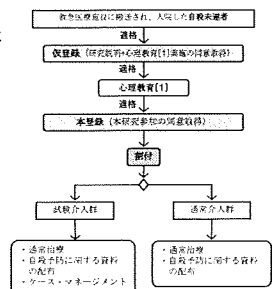 救急医療施設に搬送され、入院した自殺未遂者
適格
仮登録（研究説明+心理教育[1]実施の同意取得）
適格
心理教育[1]
適格
本登録（本研究参加の同意取得）
割付
試験介入群
通常介入群
・通常治療
・自殺予防に関する資料
の配布
・ケース・マネージメント
・通常治療
・自殺予防に関する資料の
配布